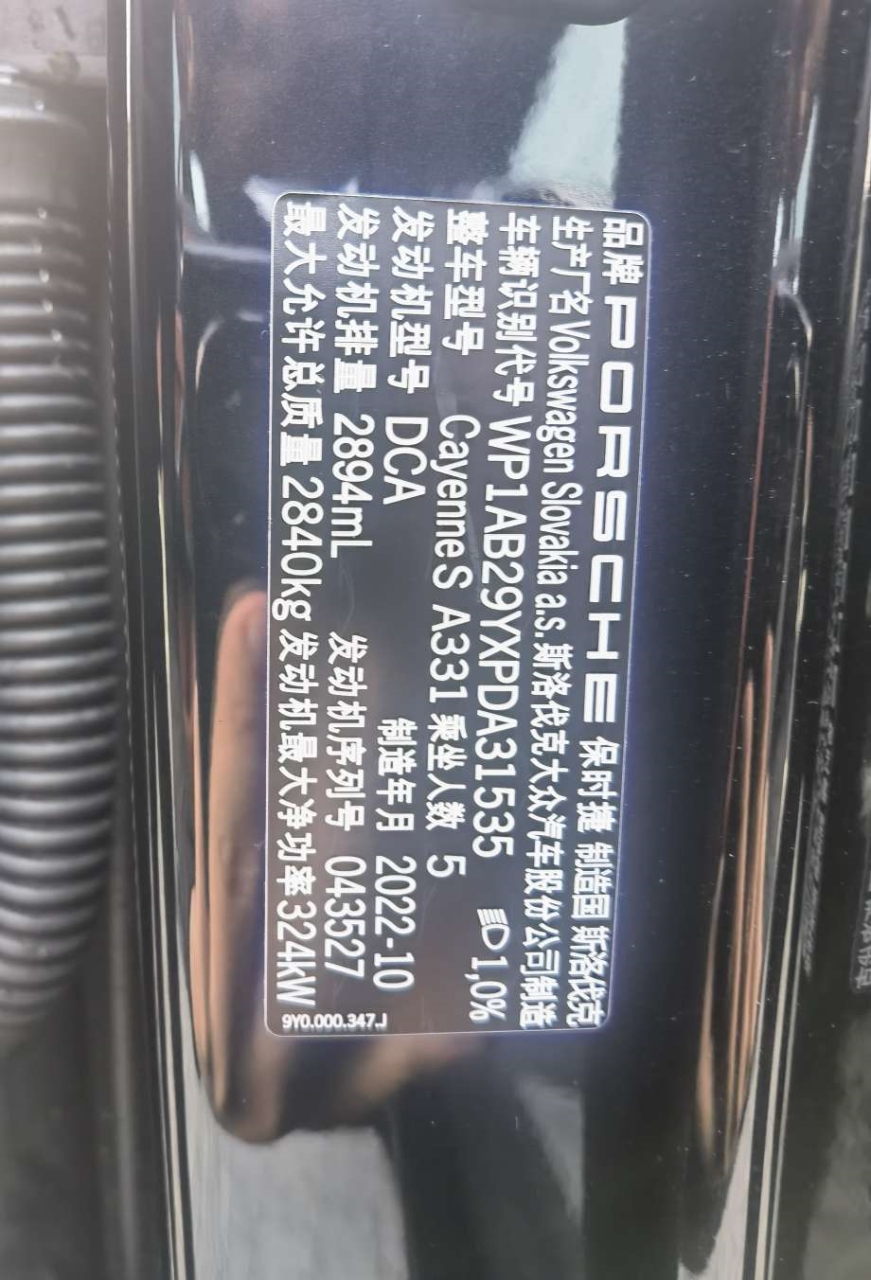 品牌 PORSCHE 保时捷 制造国 斯洛伐克
生产厂名 Volkswagen Slovakia a.s. 斯洛伐克大众汽车股份公司制造
车辆识别代号 WP1AB29YXPDA31535 1,0%
整车型号 CayenneS A331 乘坐人数 5
发动机型号 DCA 制造年月 2022-10
发动机排量 2894mL 发动机序列号 043527
最大允许总质量 2840kg 发动机最大净功率 324kW
9Y0.000.347.J